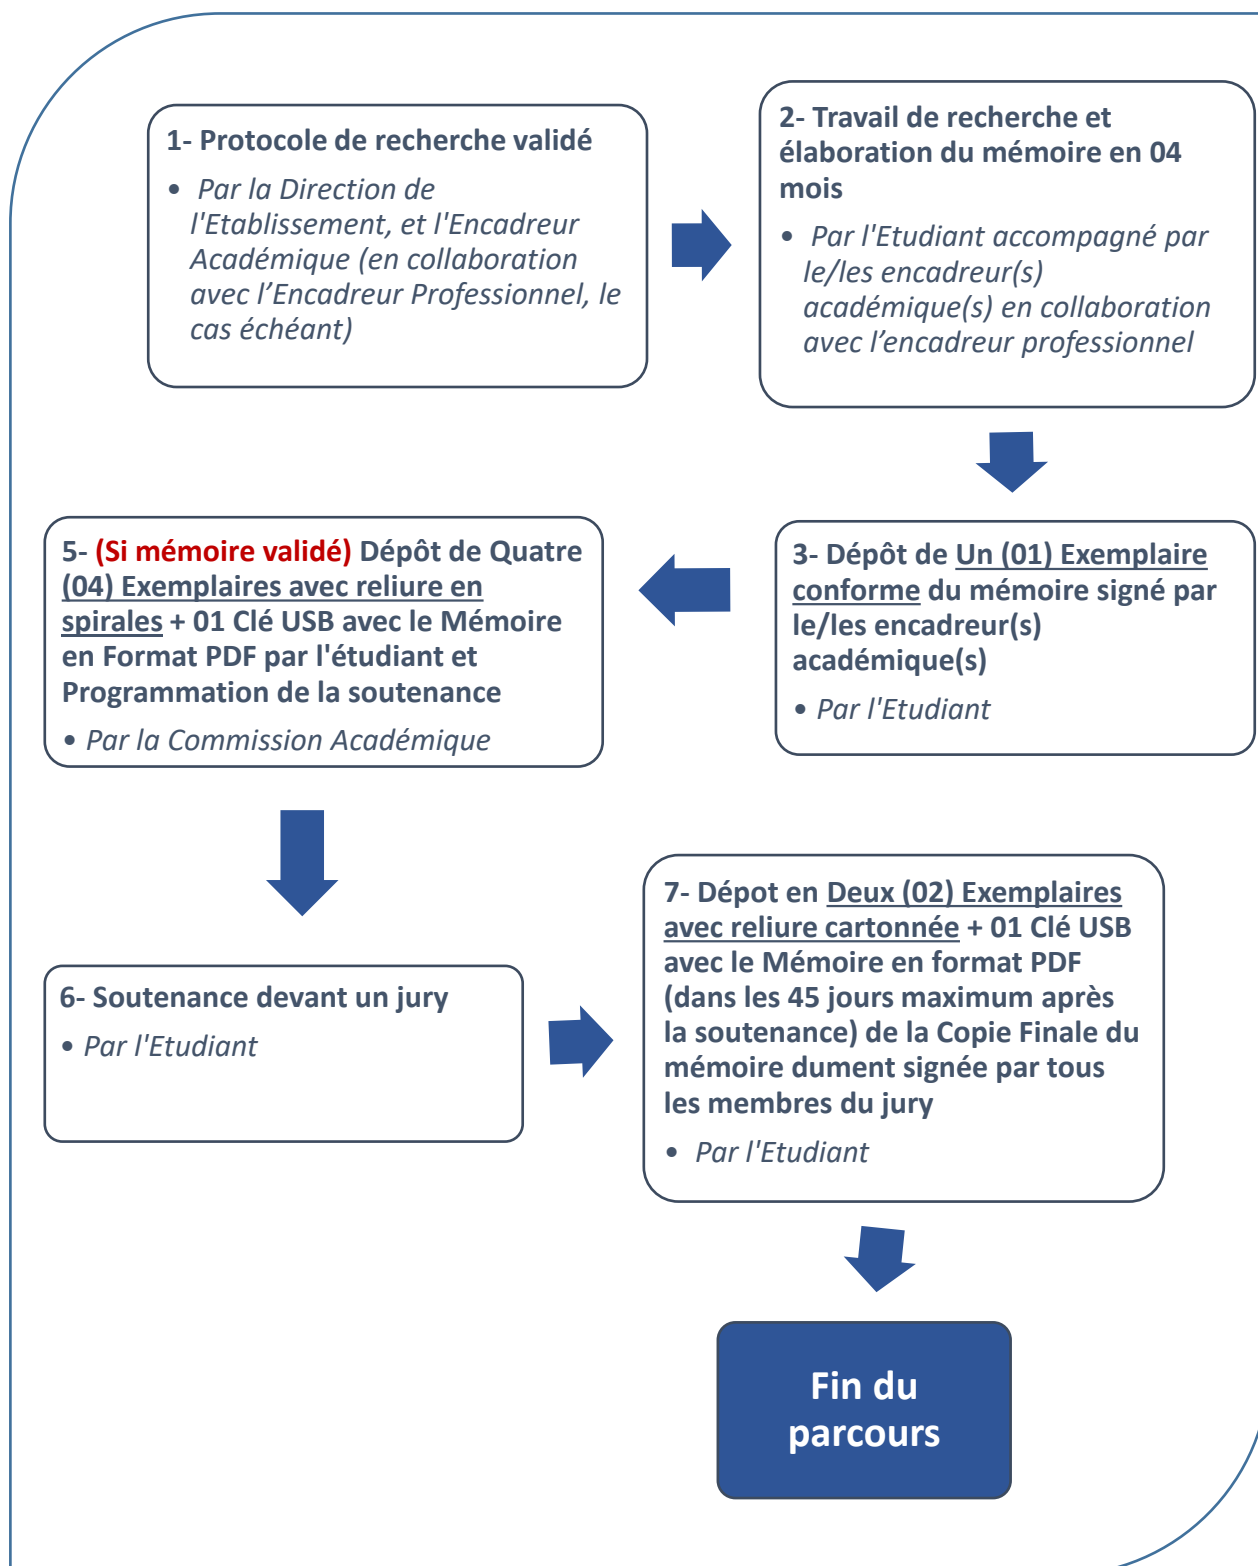 1- Protocole de recherche validé
• Par la Direction de
l'Etablissement, et l'Encadreur
Académique (en collaboration
avec l’Encadreur Professionnel, le
cas échéant)
2- Travail de recherche et
élaboration du mémoire en 04
mois
• Par l'Etudiant accompagné par
le/les encadreur(s)
académique(s) en collaboration
avec l’encadreur professionnel
3- Dépôt de Un (01) Exemplaire
conforme du mémoire signé par
le/les encadreur(s)
académique(s)
• Par l'Etudiant
5- (Si mémoire validé) Dépôt de Quatre
(04) Exemplaires avec reliure en
spirales + 01 Clé USB avec le Mémoire
en Format PDF par l'étudiant et
Programmation de la soutenance
• Par la Commission Académique
6- Soutenance devant un jury
• Par l'Etudiant
7- Dépot en Deux (02) Exemplaires
avec reliure cartonnée + 01 Clé USB
avec le Mémoire en format PDF
(dans les 45 jours maximum après
la soutenance) de la Copie Finale du
mémoire dument signée par tous
les membres du jury
• Par l'Etudiant
Fin du
parcours